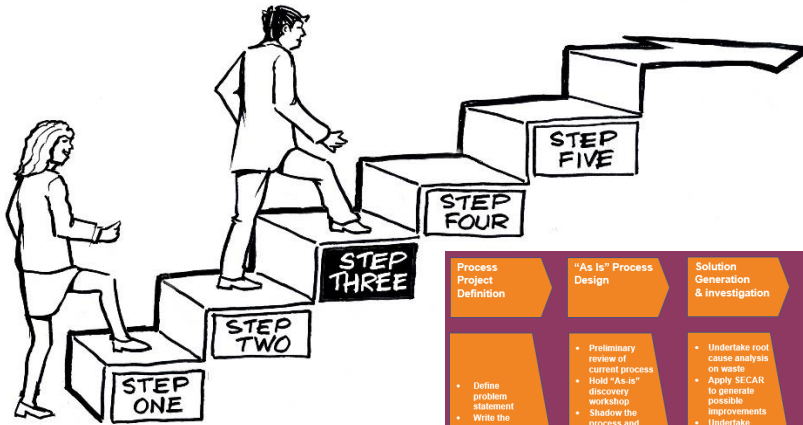 STEP
ONE
STEP
TWO
STEP
THREE
STEP
FOUR
STEP
FIVE
Process
Project
Definition
"As Is" Process
Design
Solution
Generation
& investigation
• Define
problem
statement
• Write the
• Preliminary
review of
current process
• Hold "As-is"
discovery
workshop
• Shadow the
process and
• Undertake root
cause analysis
on waste
• Apply SECAR
to generate
possible
improvements
• Undertake